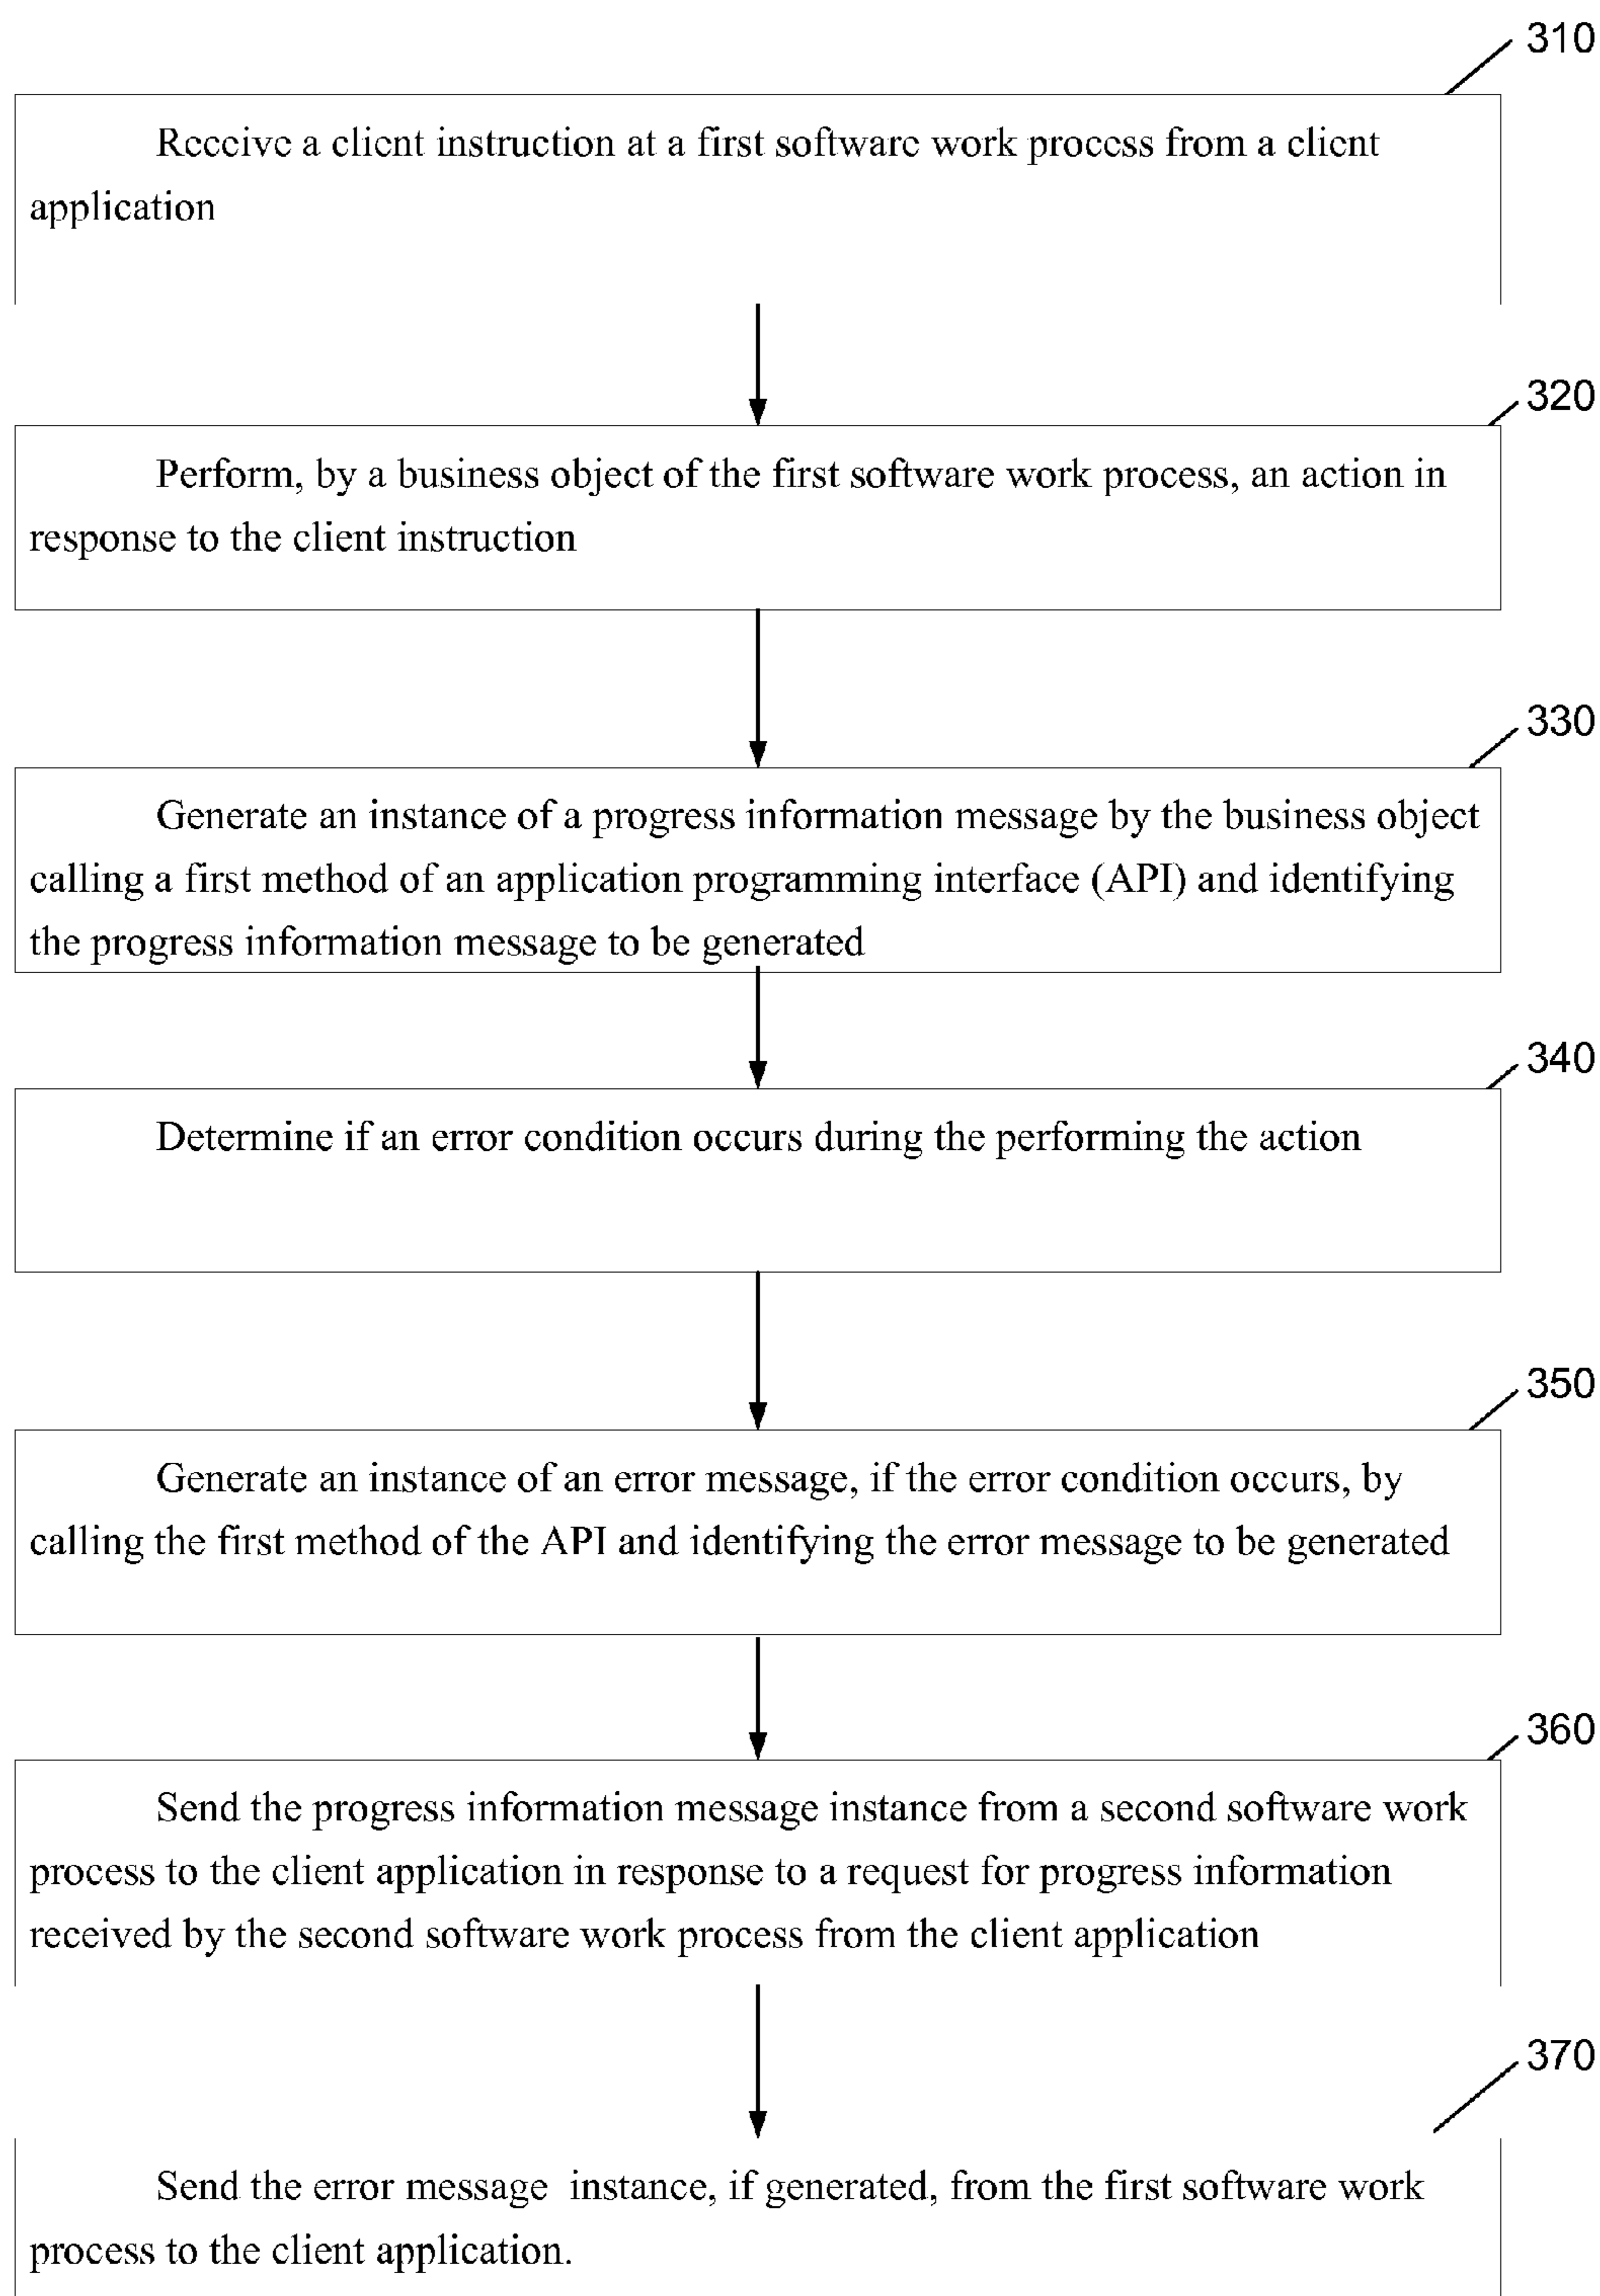 310
Receive a client instruction at a first software work process from a client
application
320
Perform, by a business object of the first software work process, an action in
response to the client instruction
330
Generate an instance of a progress information message by the business object
calling a first method of an application programming interface (API) and identifying
the progress information message to be generated
340
Determine if an error condition occurs during the performing the action
350
Generate an instance of an error message, if the error condition occurs, by
calling the first method of the API and identifying the error message to be generated
360
Send the progress information message instance from a second software work
process to the client application in response to a request for progress information
received by the second software work process from the client application
370
Send the error message instance, if generated, from the first software work
process to the client application.